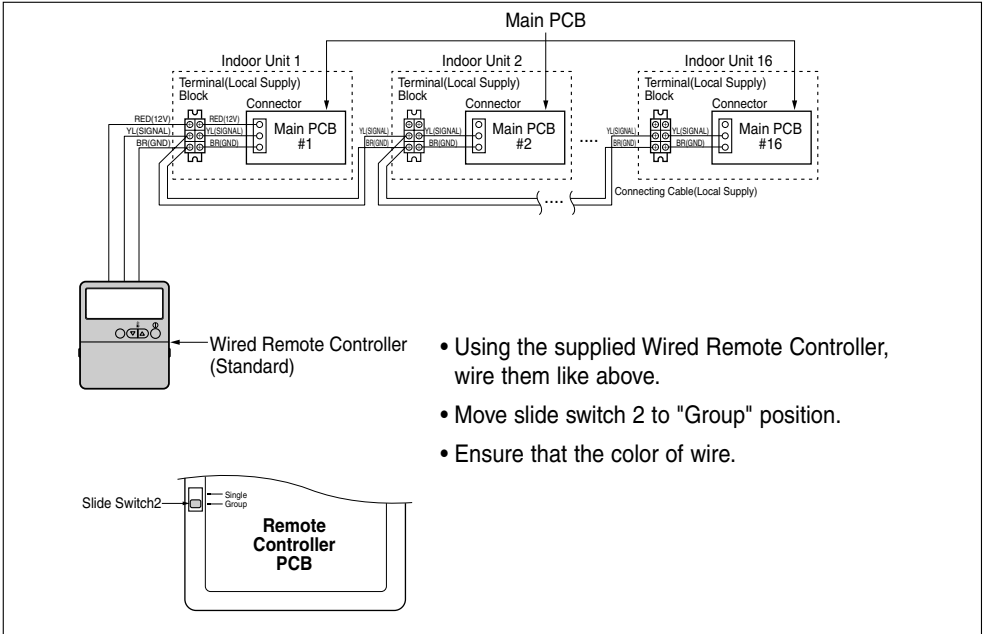 Main PCB
Indoor Unit 1
Indoor Unit 2
Indoor Unit 16
Terminal(Local Supply)
Block
Connector
Terminal(Local Supply)
Block
Connector
Terminal(Local Supply)
Block
Connector
RED(12V)
RED(12V)
YL(SIGNAL)
YL(SIGNAL)
BR(GND)
BR(GND)
Main PCB
#1
YL(SIGNAL)
YL(SIGNAL)
BR(GND)
BR(GND)
Main PCB
#2
....
YL(SIGNAL)
YL(SIGNAL)
BR(GND)
BR(GND)
Main PCB
#16
Connecting Cable(Local Supply)
....
Wired Remote Controller
(Standard)
• Using the supplied Wired Remote Controller,
wire them like above.
• Move slide switch 2 to "Group" position.
• Ensure that the color of wire.
Slide Switch2
Single
Group
Remote
Controller
PCB